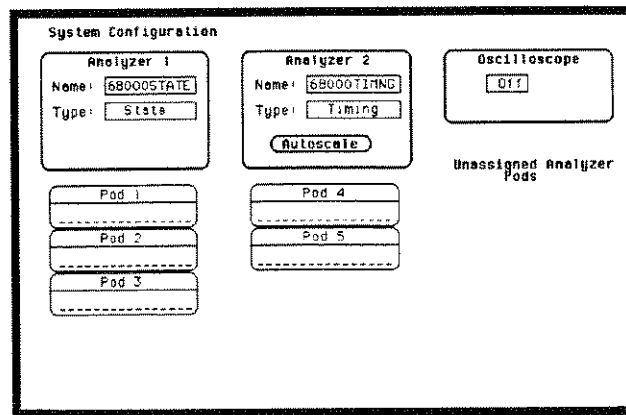 System Configuration
Analyzer 1
Name: 68000STATE
Type: State
Analyzer 2
Name: 68000TIMNG
Type: Timing
Autoscale
Oscilloscope
Off
Unassigned Analyzer
Pods
Pod 1
Pod 2
Pod 3
Pod 4
Pod 5